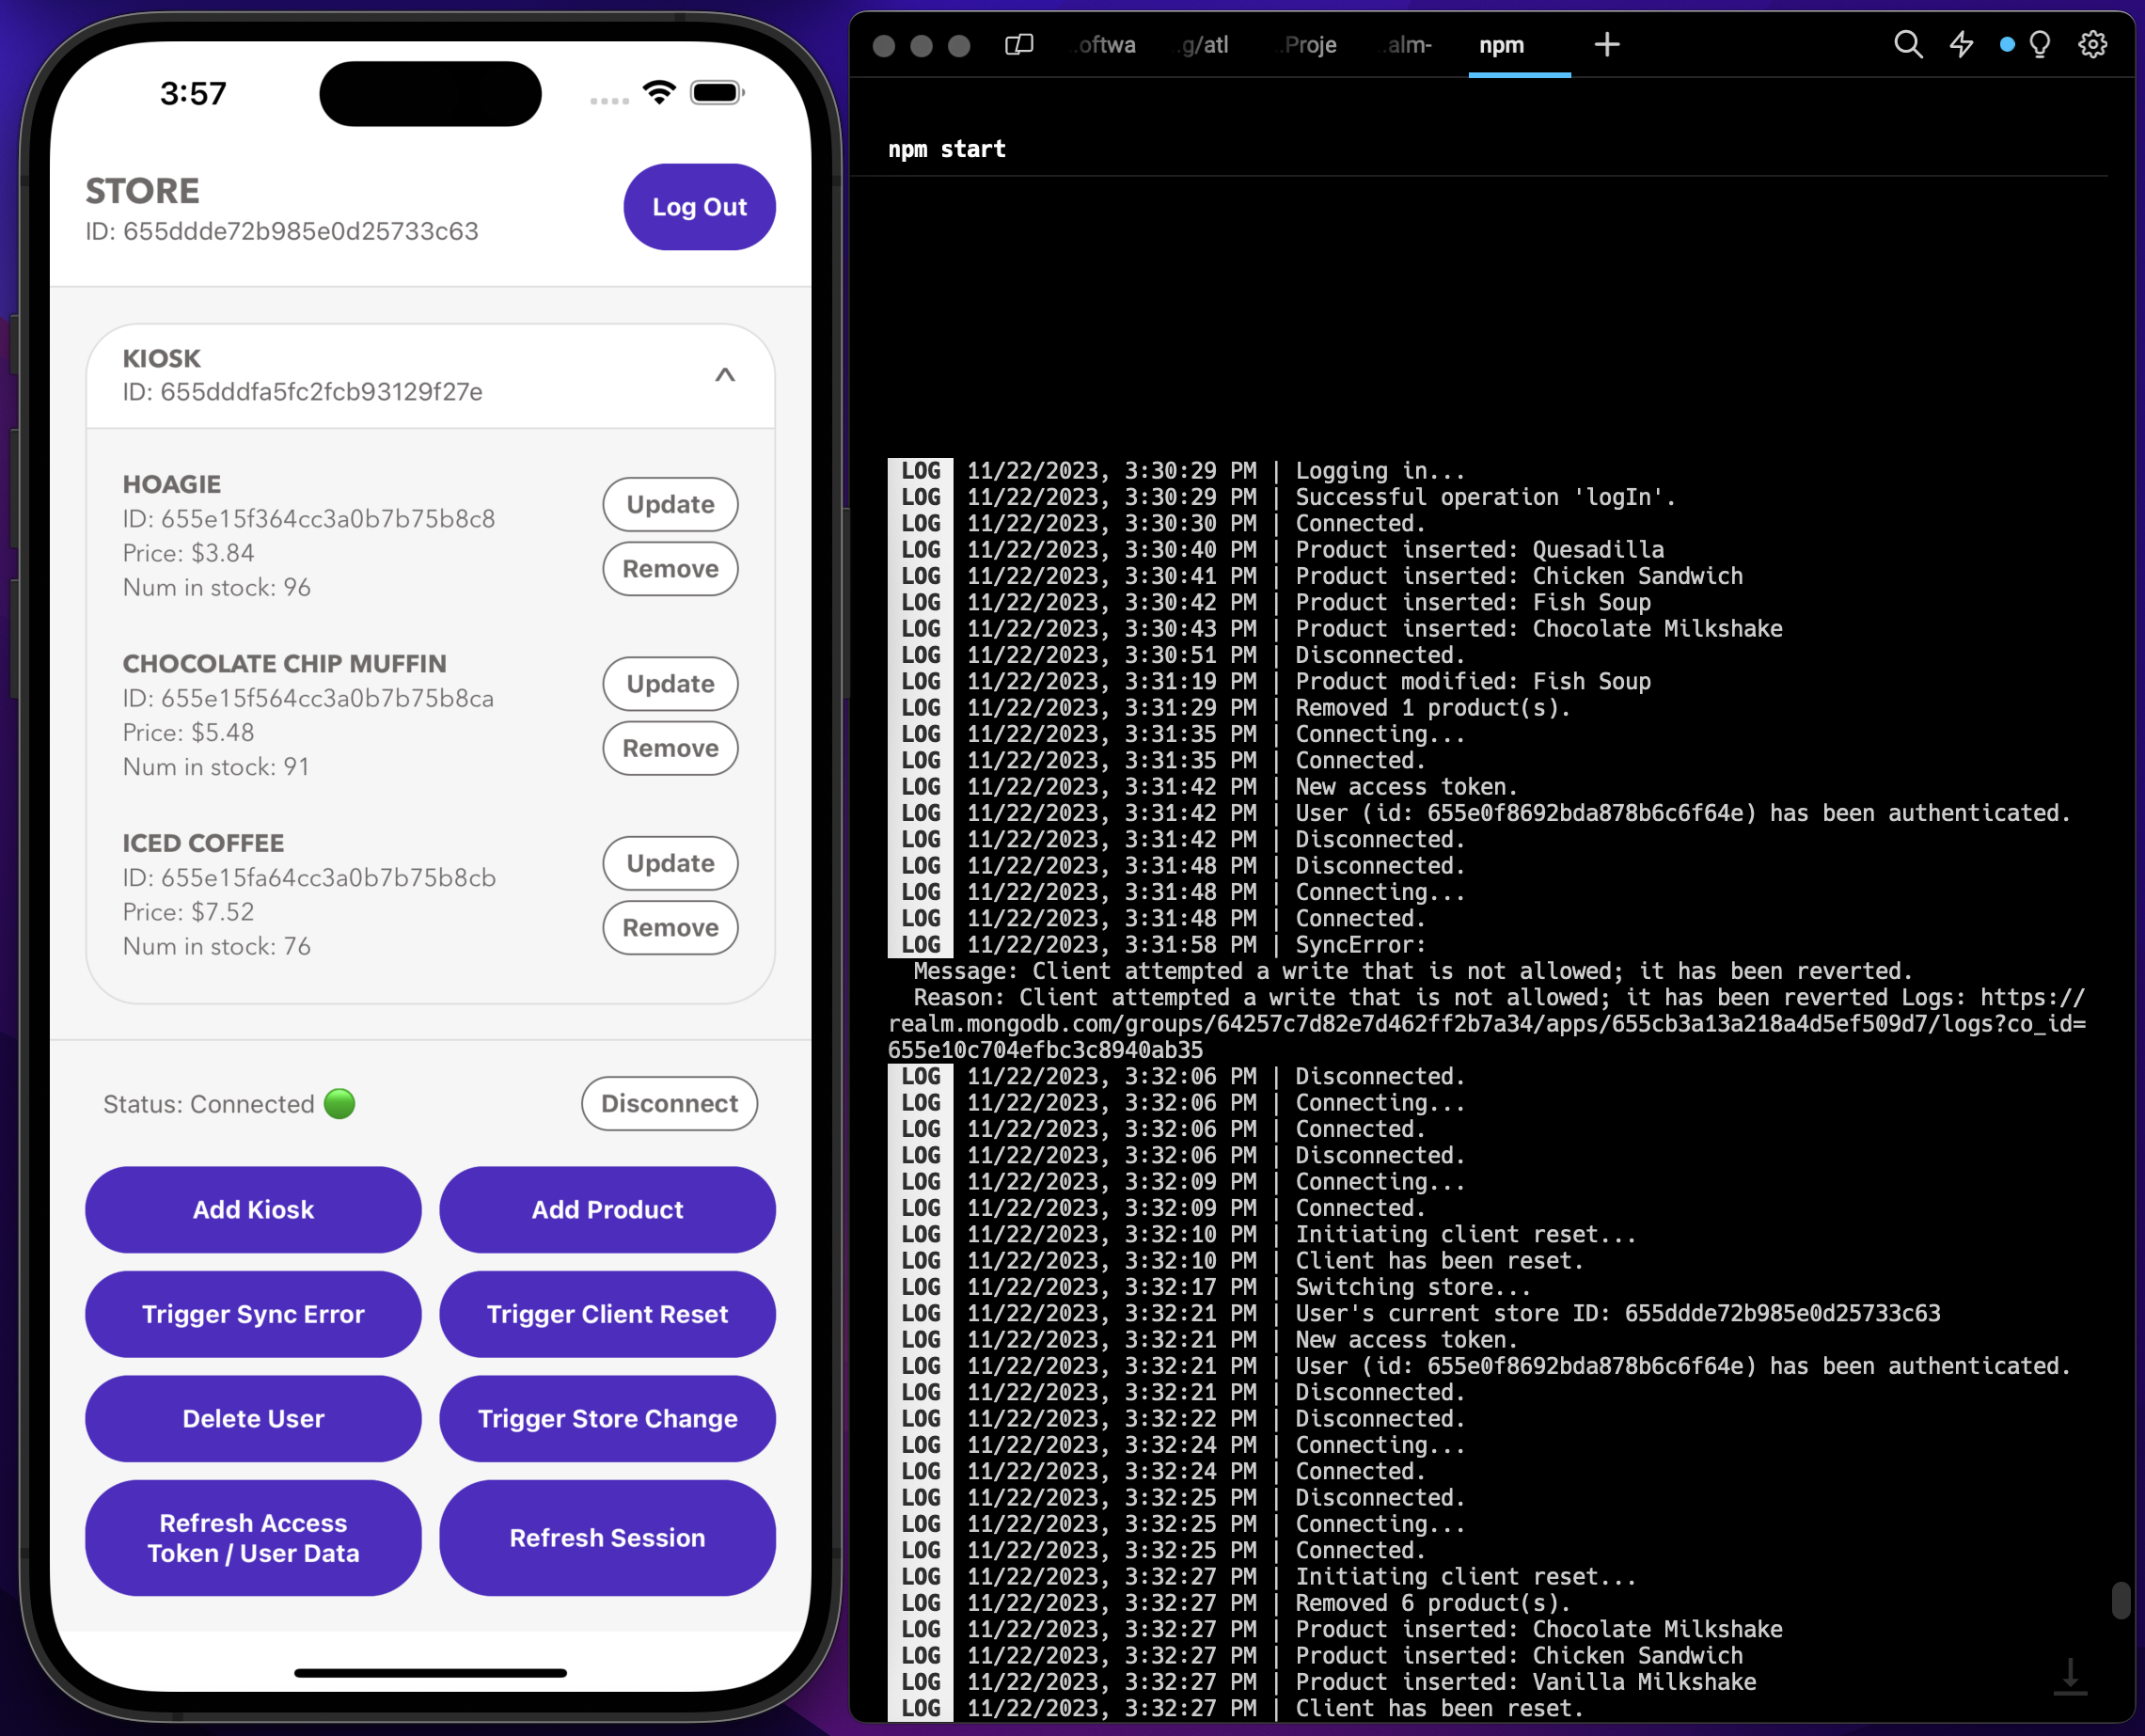 3:57
STORE
ID: 655ddde72b985e0d25733c63
Log Out
KIOSK
ID: 655dddfa5fc2fcb93129f27e
^
HOAGIE
ID: 655e15f364cc3a0b7b75b8c8
Price: $3.84
Num in stock: 96
Update
Remove
CHOCOLATE CHIP MUFFIN
ID: 655e15f564cc3a0b7b75b8ca
Price: $5.48
Num in stock: 91
Update
Remove
ICED COFFEE
ID: 655e15fa64cc3a0b7b75b8cb
Price: $7.52
Num in stock: 76
Update
Remove
Status: Connected
Disconnect
Add Kiosk
Add Product
Trigger Sync Error
Trigger Client Reset
Delete User
Trigger Store Change
Refresh Access
Token / User Data
Refresh Session
..oftwa ..g/atl ..Proje ..alm- npm
npm start
LOG 11/22/2023, 3:30:29 PM | Logging in...
LOG 11/22/2023, 3:30:29 PM | Successful operation 'logIn'.
LOG 11/22/2023, 3:30:30 PM | Connected.
LOG 11/22/2023, 3:30:40 PM | Product inserted: Quesadilla
LOG 11/22/2023, 3:30:41 PM | Product inserted: Chicken Sandwich
LOG 11/22/2023, 3:30:42 PM | Product inserted: Fish Soup
LOG 11/22/2023, 3:30:43 PM | Product inserted: Chocolate Milkshake
LOG 11/22/2023, 3:30:51 PM | Disconnected.
LOG 11/22/2023, 3:31:19 PM | Product modified: Fish Soup
LOG 11/22/2023, 3:31:29 PM | Removed 1 product(s).
LOG 11/22/2023, 3:31:35 PM | Connecting...
LOG 11/22/2023, 3:31:35 PM | Connected.
LOG 11/22/2023, 3:31:42 PM | New access token.
LOG 11/22/2023, 3:31:42 PM | User (id: 655e0f8692bda878b6c6f64e) has been authenticated.
LOG 11/22/2023, 3:31:42 PM | Disconnected.
LOG 11/22/2023, 3:31:48 PM | Disconnected.
LOG 11/22/2023, 3:31:48 PM | Connecting...
LOG 11/22/2023, 3:31:48 PM | Connected.
LOG 11/22/2023, 3:31:58 PM | SyncError:
Message: Client attempted a write that is not allowed; it has been reverted.
Reason: Client attempted a write that is not allowed; it has been reverted Logs: https://
realm.mongodb.com/groups/64257c7d82e7d462ff2b7a34/apps/655cb3a13a218a4d5ef509d7/logs?co_id=
655e10c704efbc3c8940ab35
LOG 11/22/2023, 3:32:06 PM | Disconnected.
LOG 11/22/2023, 3:32:06 PM | Connecting...
LOG 11/22/2023, 3:32:06 PM | Connected.
LOG 11/22/2023, 3:32:06 PM | Disconnected.
LOG 11/22/2023, 3:32:09 PM | Connecting...
LOG 11/22/2023, 3:32:09 PM | Connected.
LOG 11/22/2023, 3:32:10 PM | Initiating client reset...
LOG 11/22/2023, 3:32:10 PM | Client has been reset.
LOG 11/22/2023, 3:32:17 PM | Switching store...
LOG 11/22/2023, 3:32:21 PM | User's current store ID: 655ddde72b985e0d25733c63
LOG 11/22/2023, 3:32:21 PM | New access token.
LOG 11/22/2023, 3:32:21 PM | User (id: 655e0f8692bda878b6c6f64e) has been authenticated.
LOG 11/22/2023, 3:32:21 PM | Disconnected.
LOG 11/22/2023, 3:32:22 PM | Disconnected.
LOG 11/22/2023, 3:32:24 PM | Connecting...
LOG 11/22/2023, 3:32:24 PM | Connected.
LOG 11/22/2023, 3:32:25 PM | Disconnected.
LOG 11/22/2023, 3:32:25 PM | Connecting...
LOG 11/22/2023, 3:32:25 PM | Connected.
LOG 11/22/2023, 3:32:27 PM | Initiating client reset...
LOG 11/22/2023, 3:32:27 PM | Removed 6 product(s).
LOG 11/22/2023, 3:32:27 PM | Product inserted: Chocolate Milkshake
LOG 11/22/2023, 3:32:27 PM | Product inserted: Chicken Sandwich
LOG 11/22/2023, 3:32:27 PM | Product inserted: Vanilla Milkshake
LOG 11/22/2023, 3:32:27 PM | Client has been reset.